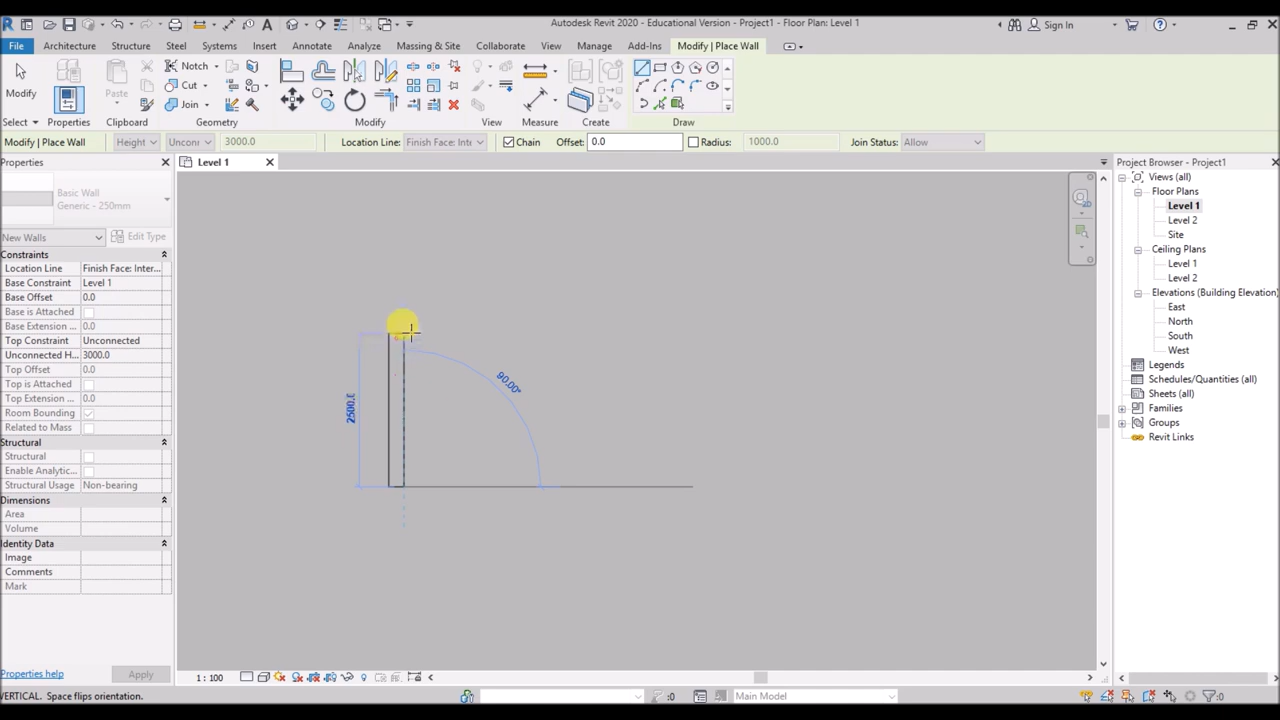 Autodesk Revit 2020 - Educational Version - Project1 - Floor Plan: Level 1
Sign In
File Architecture Structure Steel Systems Insert Annotate Analyze Massing & Site Collaborate View Manage Add-Ins Modify | Place Wall
Modify Paste Notch Cut Join
Select Properties Clipboard Geometry Modify View Measure Create Draw
Modify | Place Wall Height Unconr 3000.0 Location Line: Finish Face: Inte Chain Offset: 0.0 Radius: 1000.0 Join Status: Allow
Properties
Level 1
Project Browser - Project1
Basic Wall
Generic - 250mm
New Walls Edit Type
Constraints
Location Line Finish Face: Inter...
Base Constraint Level 1
Base Offset 0.0
Base is Attached
Base Extension ... 0.0
Top Constraint Unconnected
Unconnected H... 3000.0
Top Offset 0.0
Top is Attached
Top Extension ... 0.0
Room Bounding
Related to Mass
Structural
Structural
Enable Analytic...
Structural Usage Non-bearing
Dimensions
Area
Volume
Identity Data
Image
Comments
Mark
Properties help Apply
90.00°
2500.0
Views (all)
Floor Plans
Level 1
Level 2
Site
Ceiling Plans
Level 1
Level 2
Elevations (Building Elevation)
East
North
South
West
Legends
Schedules/Quantities (all)
Sheets (all)
Families
Groups
Revit Links
1 : 100
VERTICAL. Space flips orientation.
:0
Main Model
:0